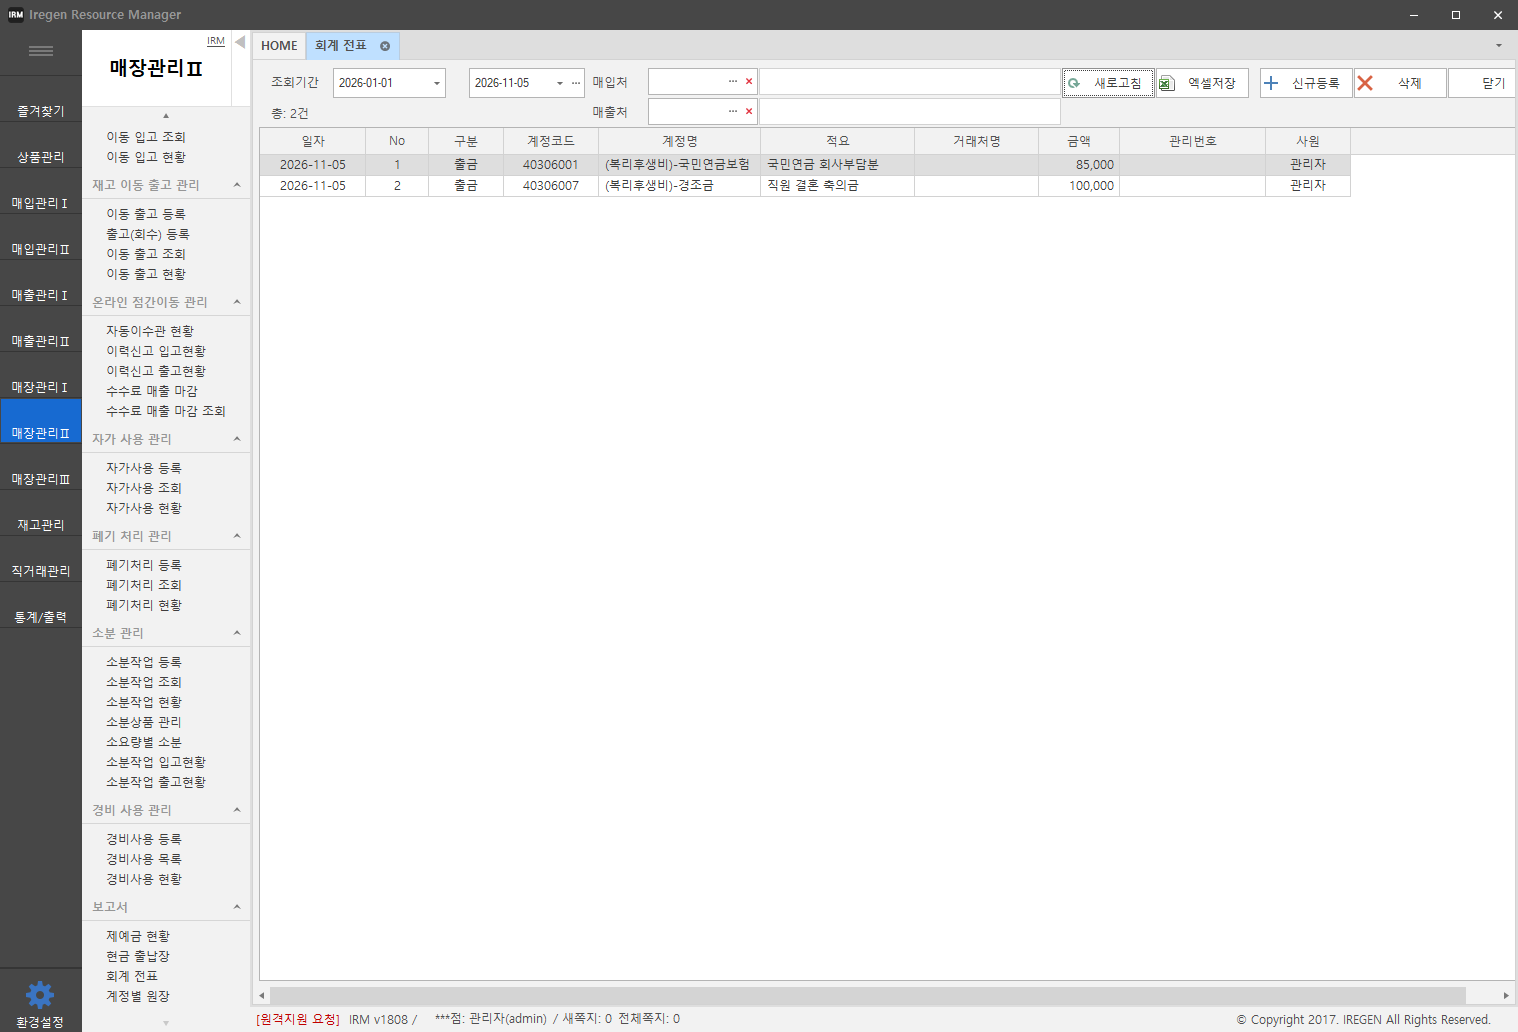 IRM Iregen Resource Manager
즐겨찾기
상품관리
매입관리Ⅰ
매입관리Ⅱ
매출관리Ⅰ
매출관리Ⅱ
매장관리Ⅰ
매장관리Ⅱ
매장관리Ⅲ
재고관리
직거래관리
통계/출력
환경설정
IRM
매장관리Ⅱ
이동 입고 조회
이동 입고 현황
재고 이동 출고 관리
이동 출고 등록
출고(회수) 등록
이동 출고 조회
이동 출고 현황
온라인 점간이동 관리
자동이수관 현황
이력신고 입고현황
이력신고 출고현황
수수료 매출 마감
수수료 매출 마감 조회
자가 사용 관리
자가사용 등록
자가사용 조회
자가사용 현황
폐기 처리 관리
폐기처리 등록
폐기처리 조회
폐기처리 현황
소분 관리
소분작업 등록
소분작업 조회
소분작업 현황
소분상품 관리
소요량별 소분
소분작업 입고현황
소분작업 출고현황
경비 사용 관리
경비사용 등록
경비사용 목록
경비사용 현황
보고서
제예금 현황
현금 출납장
회계 전표
계정별 원장
HOME 회계 전표
조회기간 2026-01-01 2026-11-05 ... 매입처 ... 새로고침 엑셀저장 신규등록 삭제 닫기
총: 2건 매출처 ...
일자 No 구분 계정코드 계정명 적요 거래처명 금액 관리번호 사원
2026-11-05 1 출금 40306001 (복리후생비)-국민연금보험 국민연금 회사부담분 85,000 관리자
2026-11-05 2 출금 40306007 (복리후생비)-경조금 직원 결혼 축의금 100,000 관리자
[원격지원 요청] IRM v1808 / ***점: 관리자(admin) / 새쪽지: 0 전체쪽지: 0 © Copyright 2017. IREGEN All Rights Reserved.